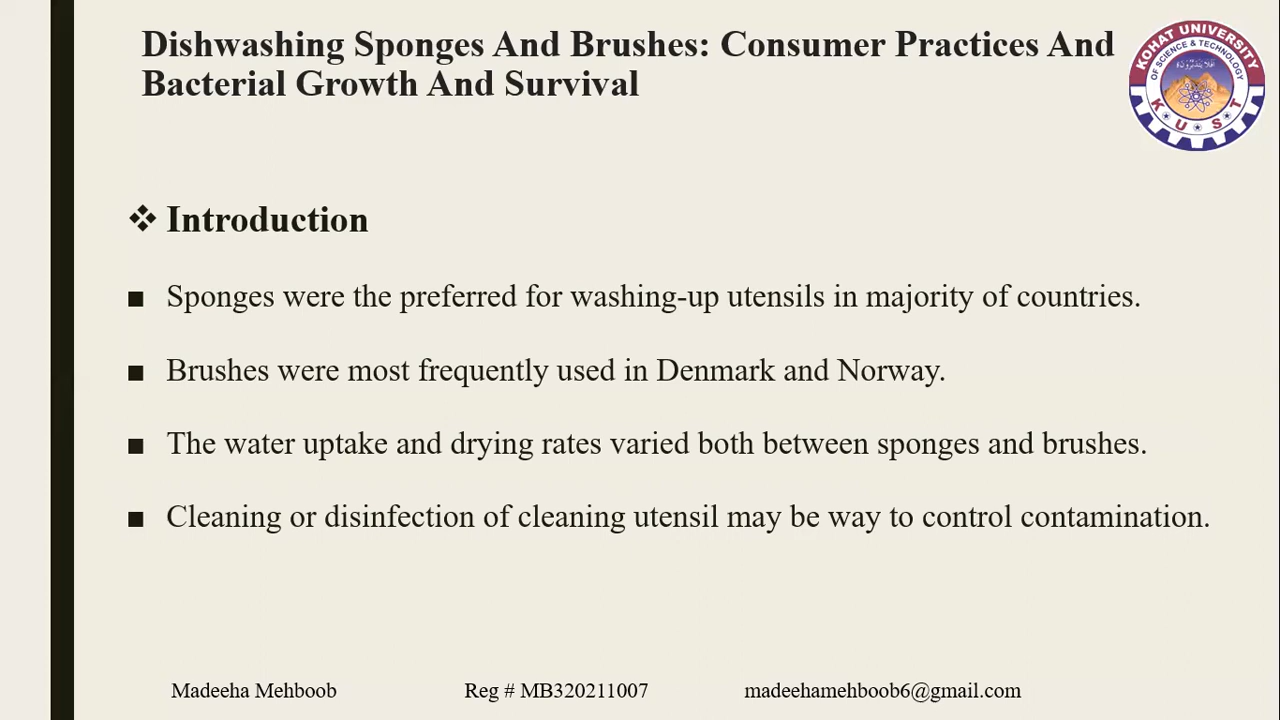 Dishwashing Sponges And Brushes: Consumer Practices And
Bacterial Growth And Survival
KOHAT UNIVERSITY
OF SCIENCE & TECHNOLOGY
K U S T
❖ Introduction
■ Sponges were the preferred for washing-up utensils in majority of countries.
■ Brushes were most frequently used in Denmark and Norway.
■ The water uptake and drying rates varied both between sponges and brushes.
■ Cleaning or disinfection of cleaning utensil may be way to control contamination.
Madeeha Mehboob Reg # MB320211007 madeehamehboob6@gmail.com